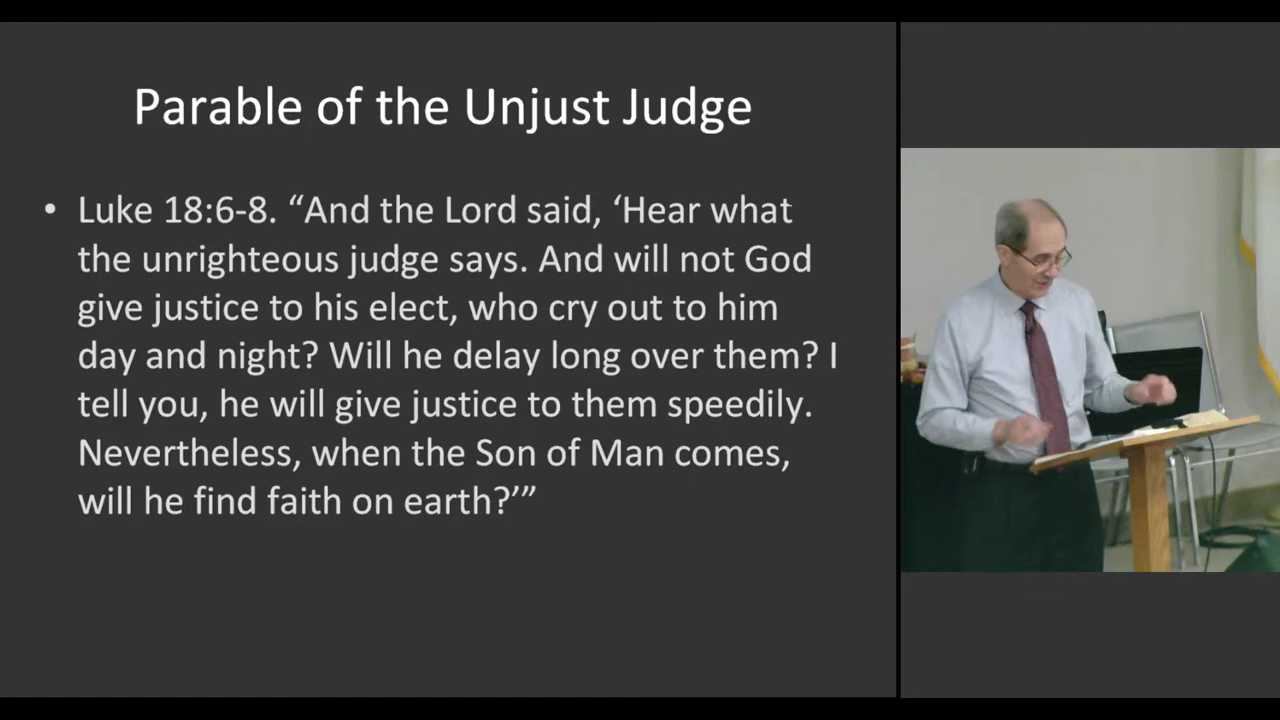 Parable of the Unjust Judge
• Luke 18:6-8. “And the Lord said, ‘Hear what
the unrighteous judge says. And will not God
give justice to his elect, who cry out to him
day and night? Will he delay long over them? I
tell you, he will give justice to them speedily.
Nevertheless, when the Son of Man comes,
will he find faith on earth?’”